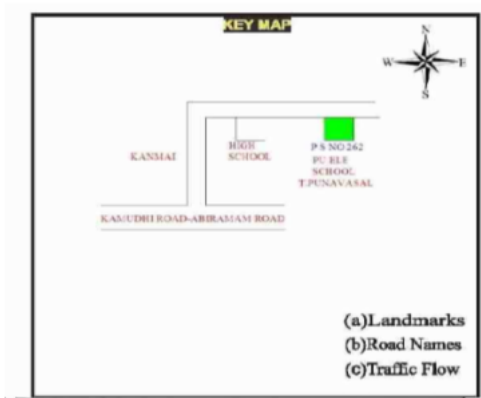 KEY MAP
N
W E
S
KANMAI
HIGH
SCHOOL
P S NO 262
PU ELE
SCHOOL
T.PUNAVASAL
KAMUDHI ROAD-ABIRAMAM ROAD
(a)Landmarks
(b)Road Names
(c)Traffic Flow